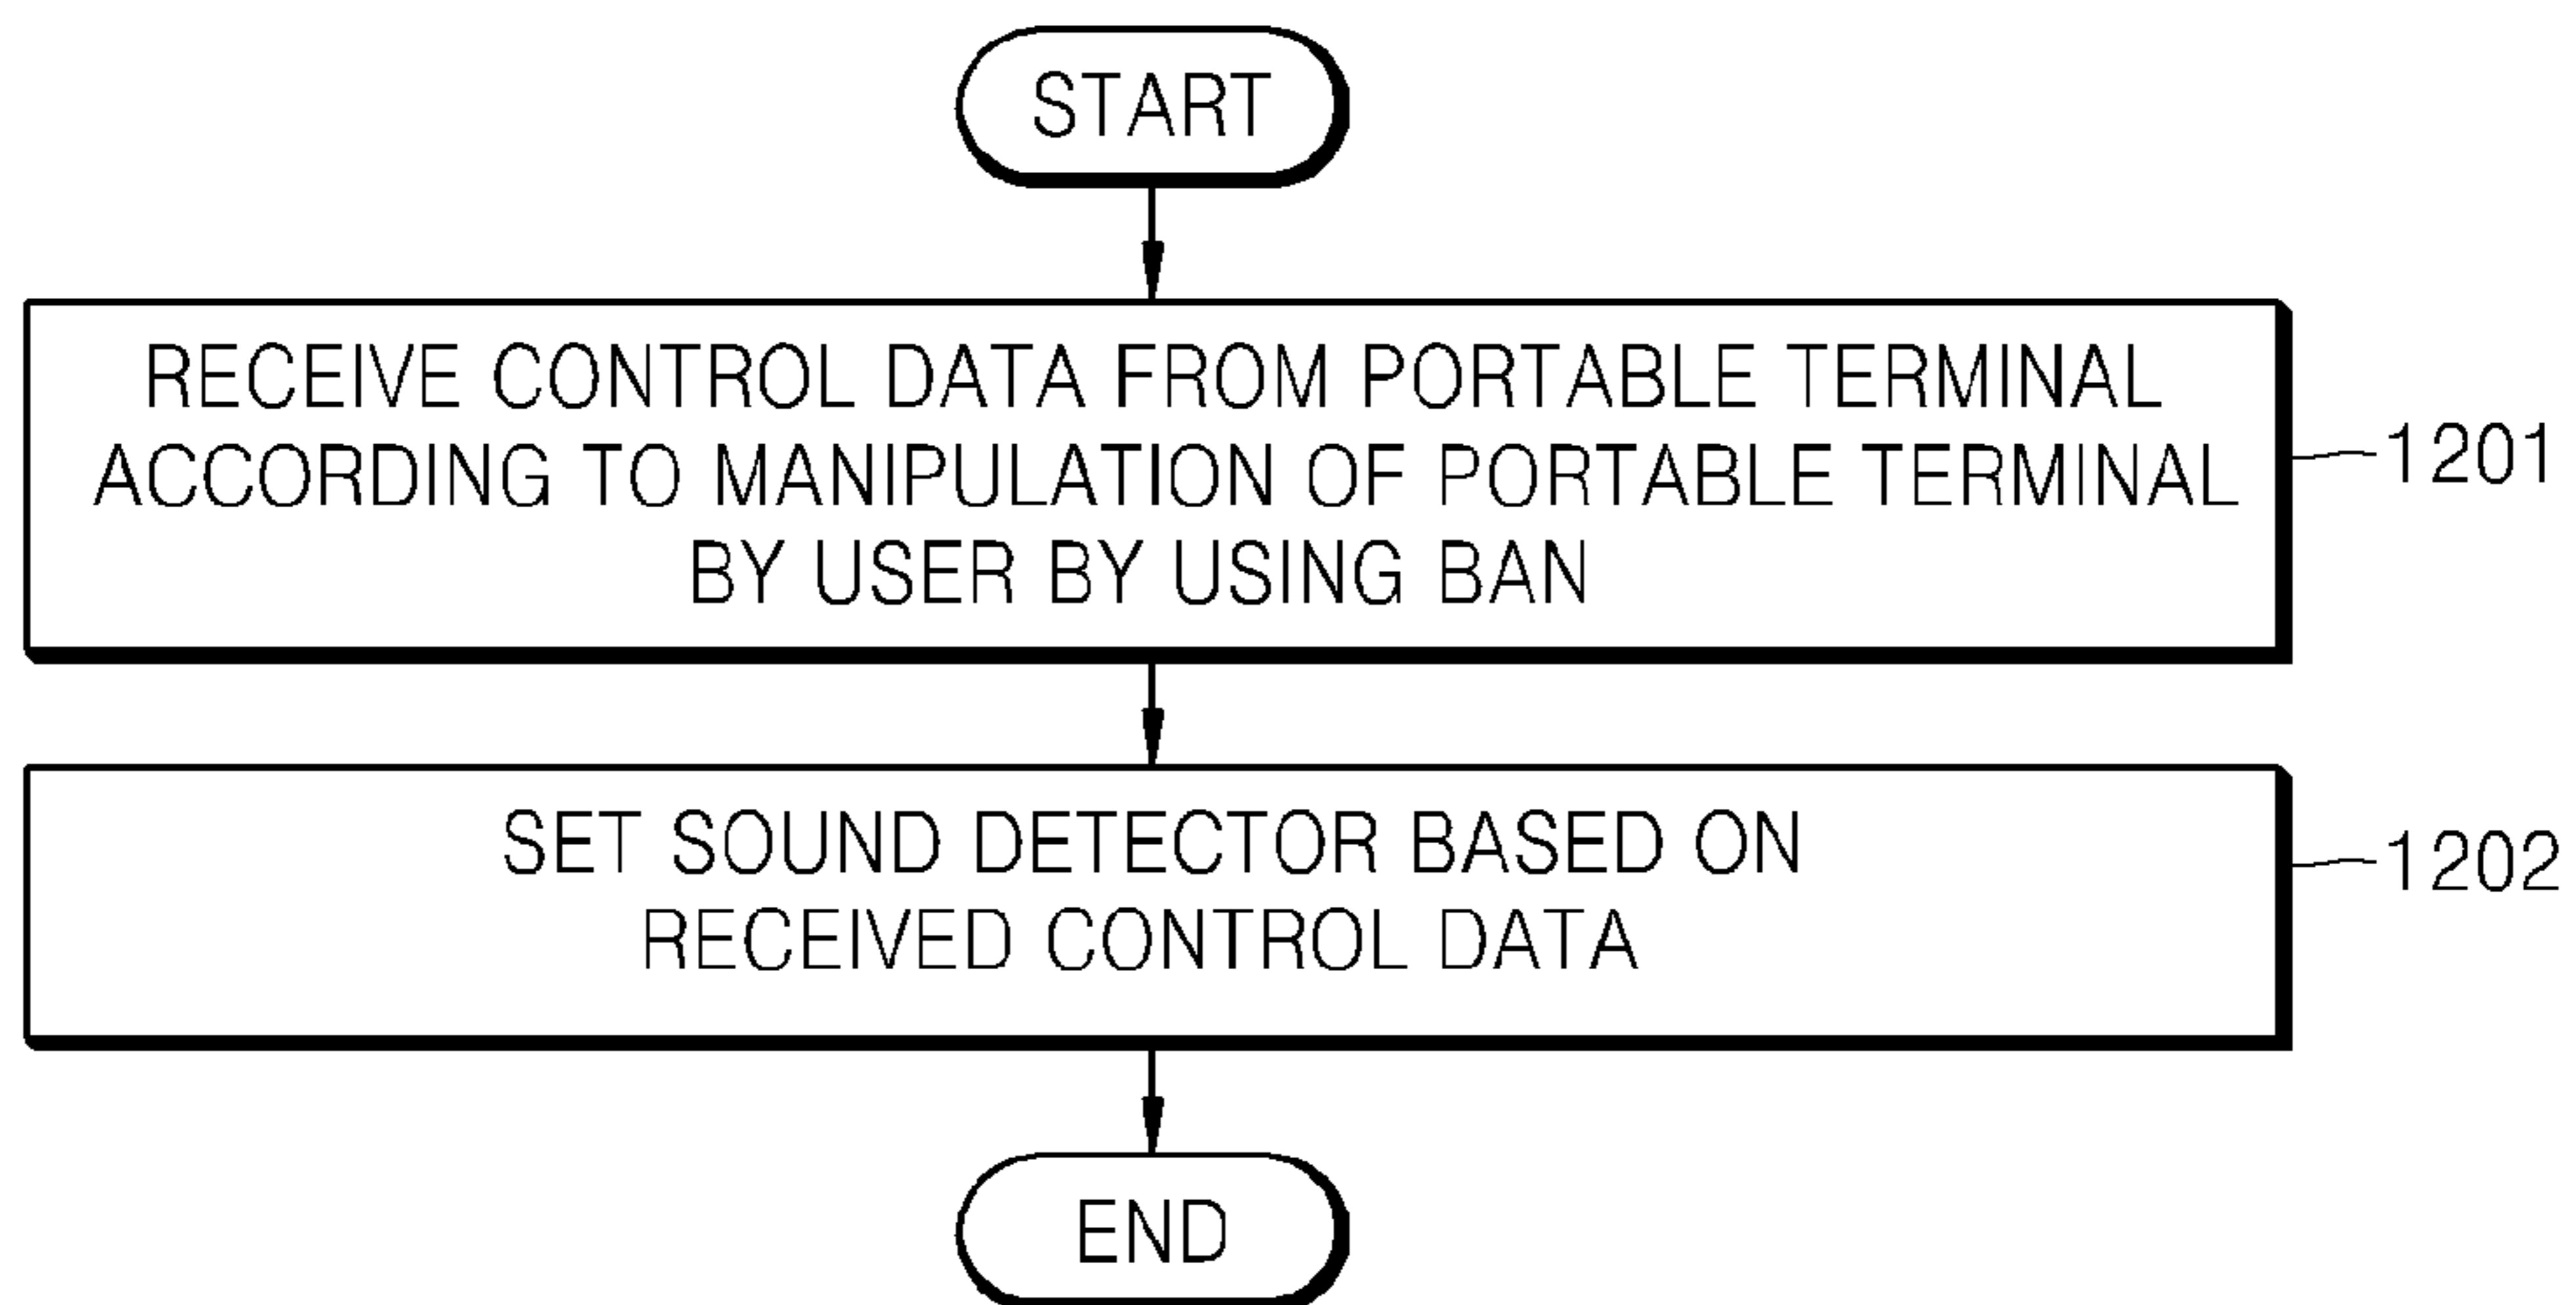 START
RECEIVE CONTROL DATA FROM PORTABLE TERMINAL
ACCORDING TO MANIPULATION OF PORTABLE TERMINAL
BY USER BY USING BAN
1201
SET SOUND DETECTOR BASED ON
RECEIVED CONTROL DATA
1202
END